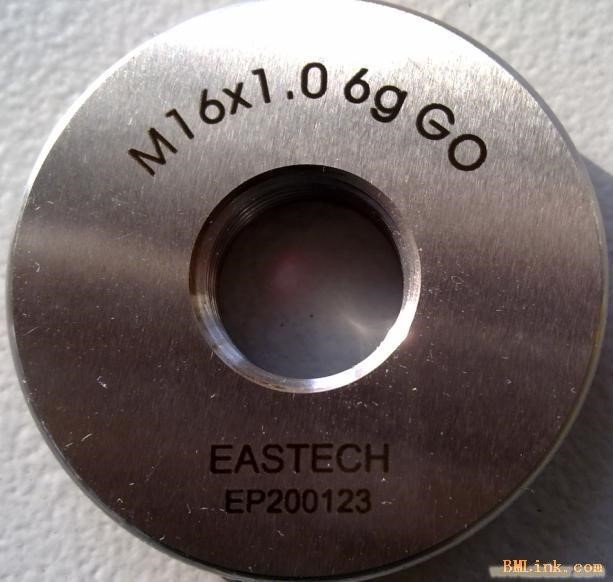 M16x1.0 6g GO
EASTECH
EP200123
BMLink.com